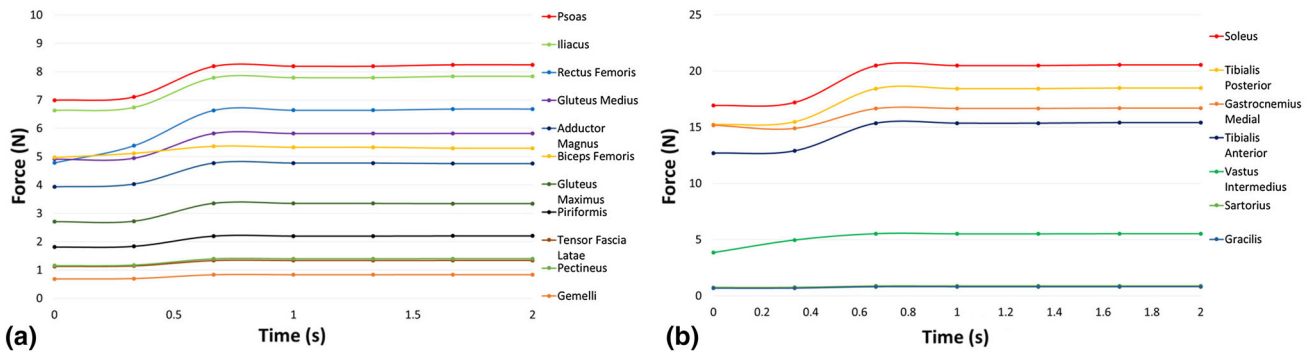 10
9
8
7
6
5
4
3
2
1
0
Force (N)
0
0.5
1
1.5
2
Time (s)
(a)
Psoas
Iliacus
Rectus Femoris
Gluteus Medius
Adductor
Magnus
Biceps Femoris
Gluteus
Maximus
Piriformis
Tensor Fascia
Latae
Pectineus
Gemelli
25
20
15
10
5
0
Force (N)
0
0.2
0.4
0.6
0.8
1
1.2
1.4
1.6
1.8
2
Time (s)
(b)
Soleus
Tibialis
Posterior
Gastrocnemius
Medial
Tibialis
Anterior
Vastus
Intermedius
Sartorius
Gracilis